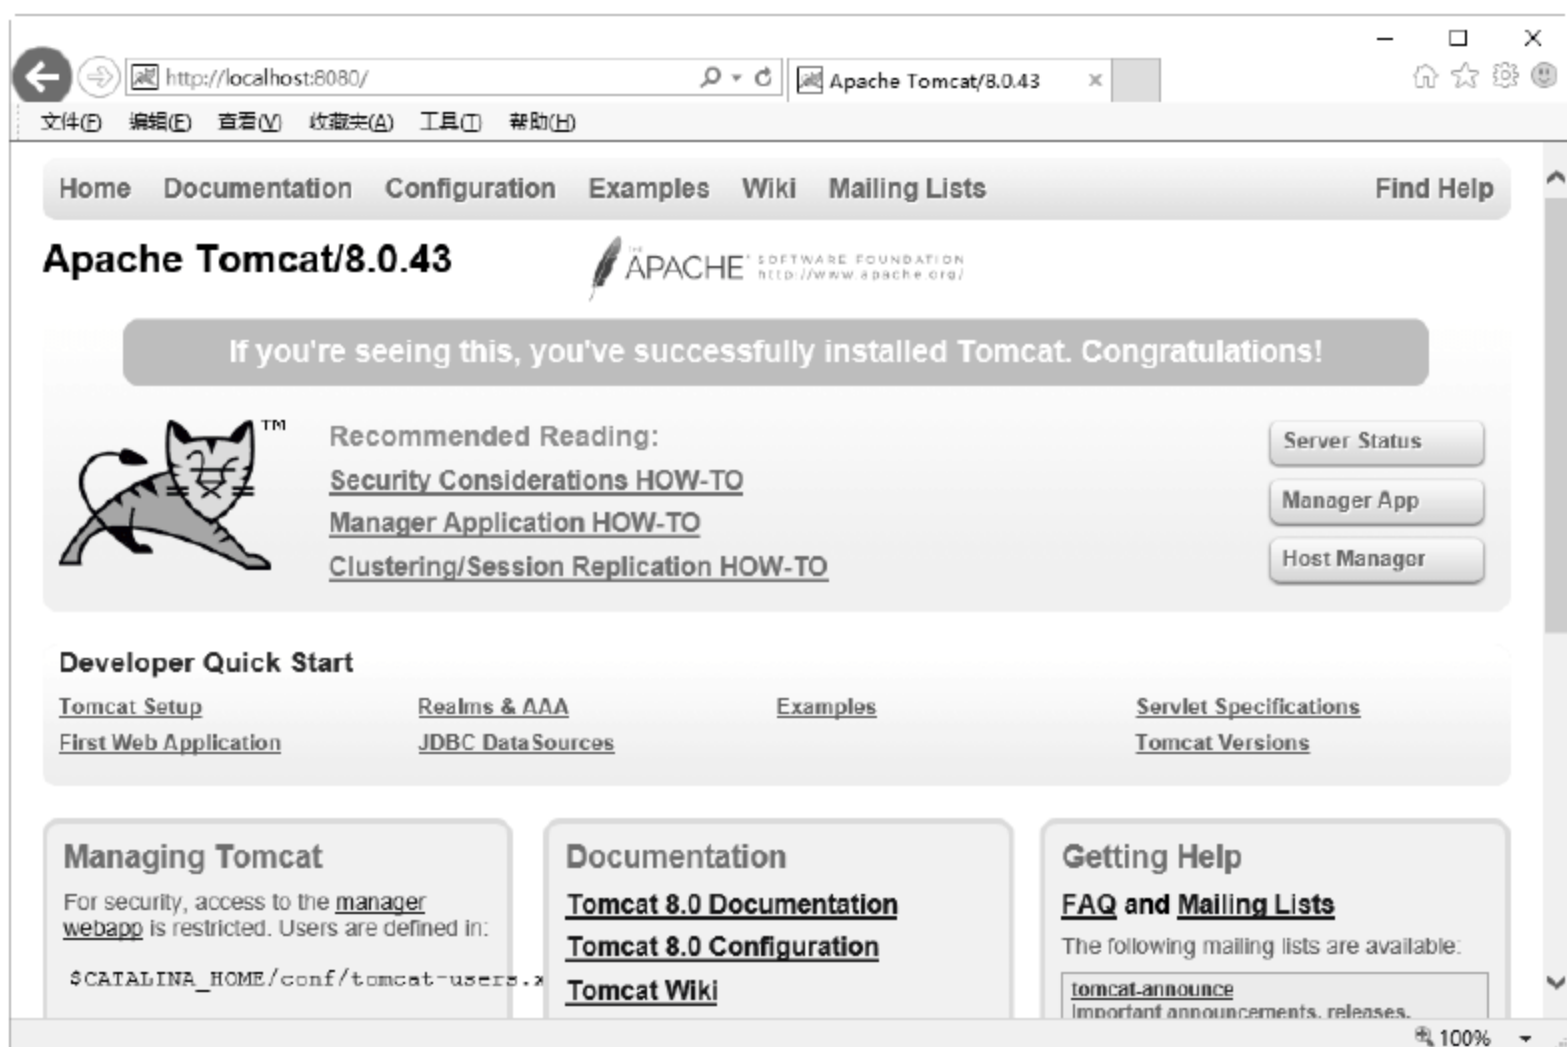 http://localhost:8080/
Apache Tomcat/8.0.43
文件(F) 编辑(E) 查看(V) 收藏夹(A) 工具(T) 帮助(H)
Home Documentation Configuration Examples Wiki Mailing Lists Find Help
Apache Tomcat/8.0.43
THE APACHE SOFTWARE FOUNDATION
http://www.apache.org/
If you're seeing this, you've successfully installed Tomcat. Congratulations!
TM
Recommended Reading:
Security Considerations HOW-TO
Manager Application HOW-TO
Clustering/Session Replication HOW-TO
Server Status
Manager App
Host Manager
Developer Quick Start
Tomcat Setup Realms & AAA Examples Servlet Specifications
First Web Application JDBC DataSources Tomcat Versions
Managing Tomcat
For security, access to the manager
webapp is restricted. Users are defined in:
$CATALINA_HOME/conf/tomcat-users.x
Documentation
Tomcat 8.0 Documentation
Tomcat 8.0 Configuration
Tomcat Wiki
Getting Help
FAQ and Mailing Lists
The following mailing lists are available:
tomcat-announce
Important announcements, releases,
100%